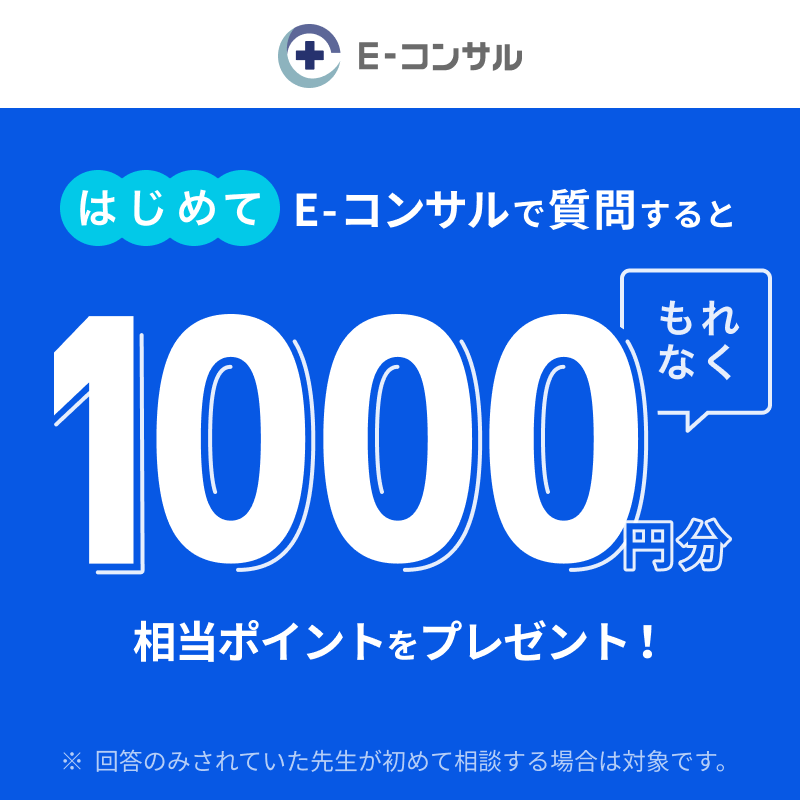 E-コンサル
はじめて E-コンサルで質問すると
もれ
なく
1000円分
相当ポイントをプレゼント！
※ 回答のみされていた先生が初めて相談する場合は対象です。